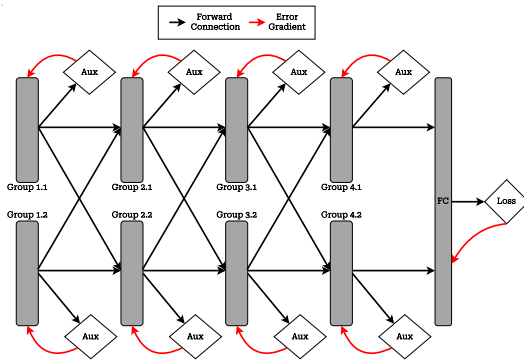 Forward
Connection
Error
Gradient
Aux
Aux
Aux
Aux
Group 1.1
Group 2.1
Group 3.1
Group 4.1
Group 1.2
Group 2.2
Group 3.2
Group 4.2
FC
Loss
Aux
Aux
Aux
Aux